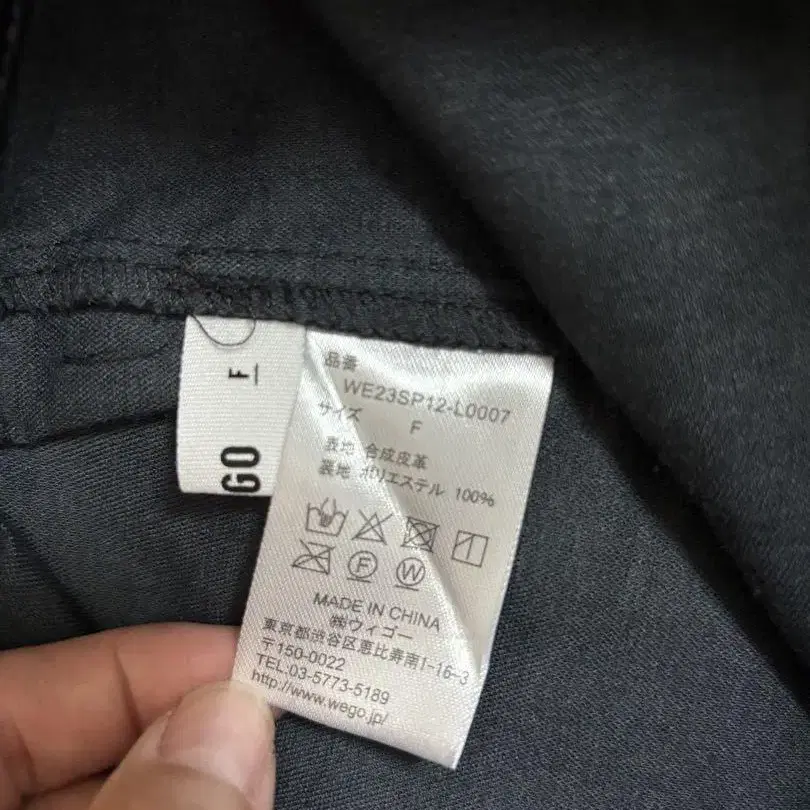 F
GO
品番
WE23SP12-L0007
サイズ
F
表地 合成皮革
裏地 ポリエステル 100%
F W
MADE IN CHINA
㈱ウィゴー
東京都渋谷区恵比寿南1-16-3
〒150-0022
TEL:03-5773-5189
http://www.wego.jp/